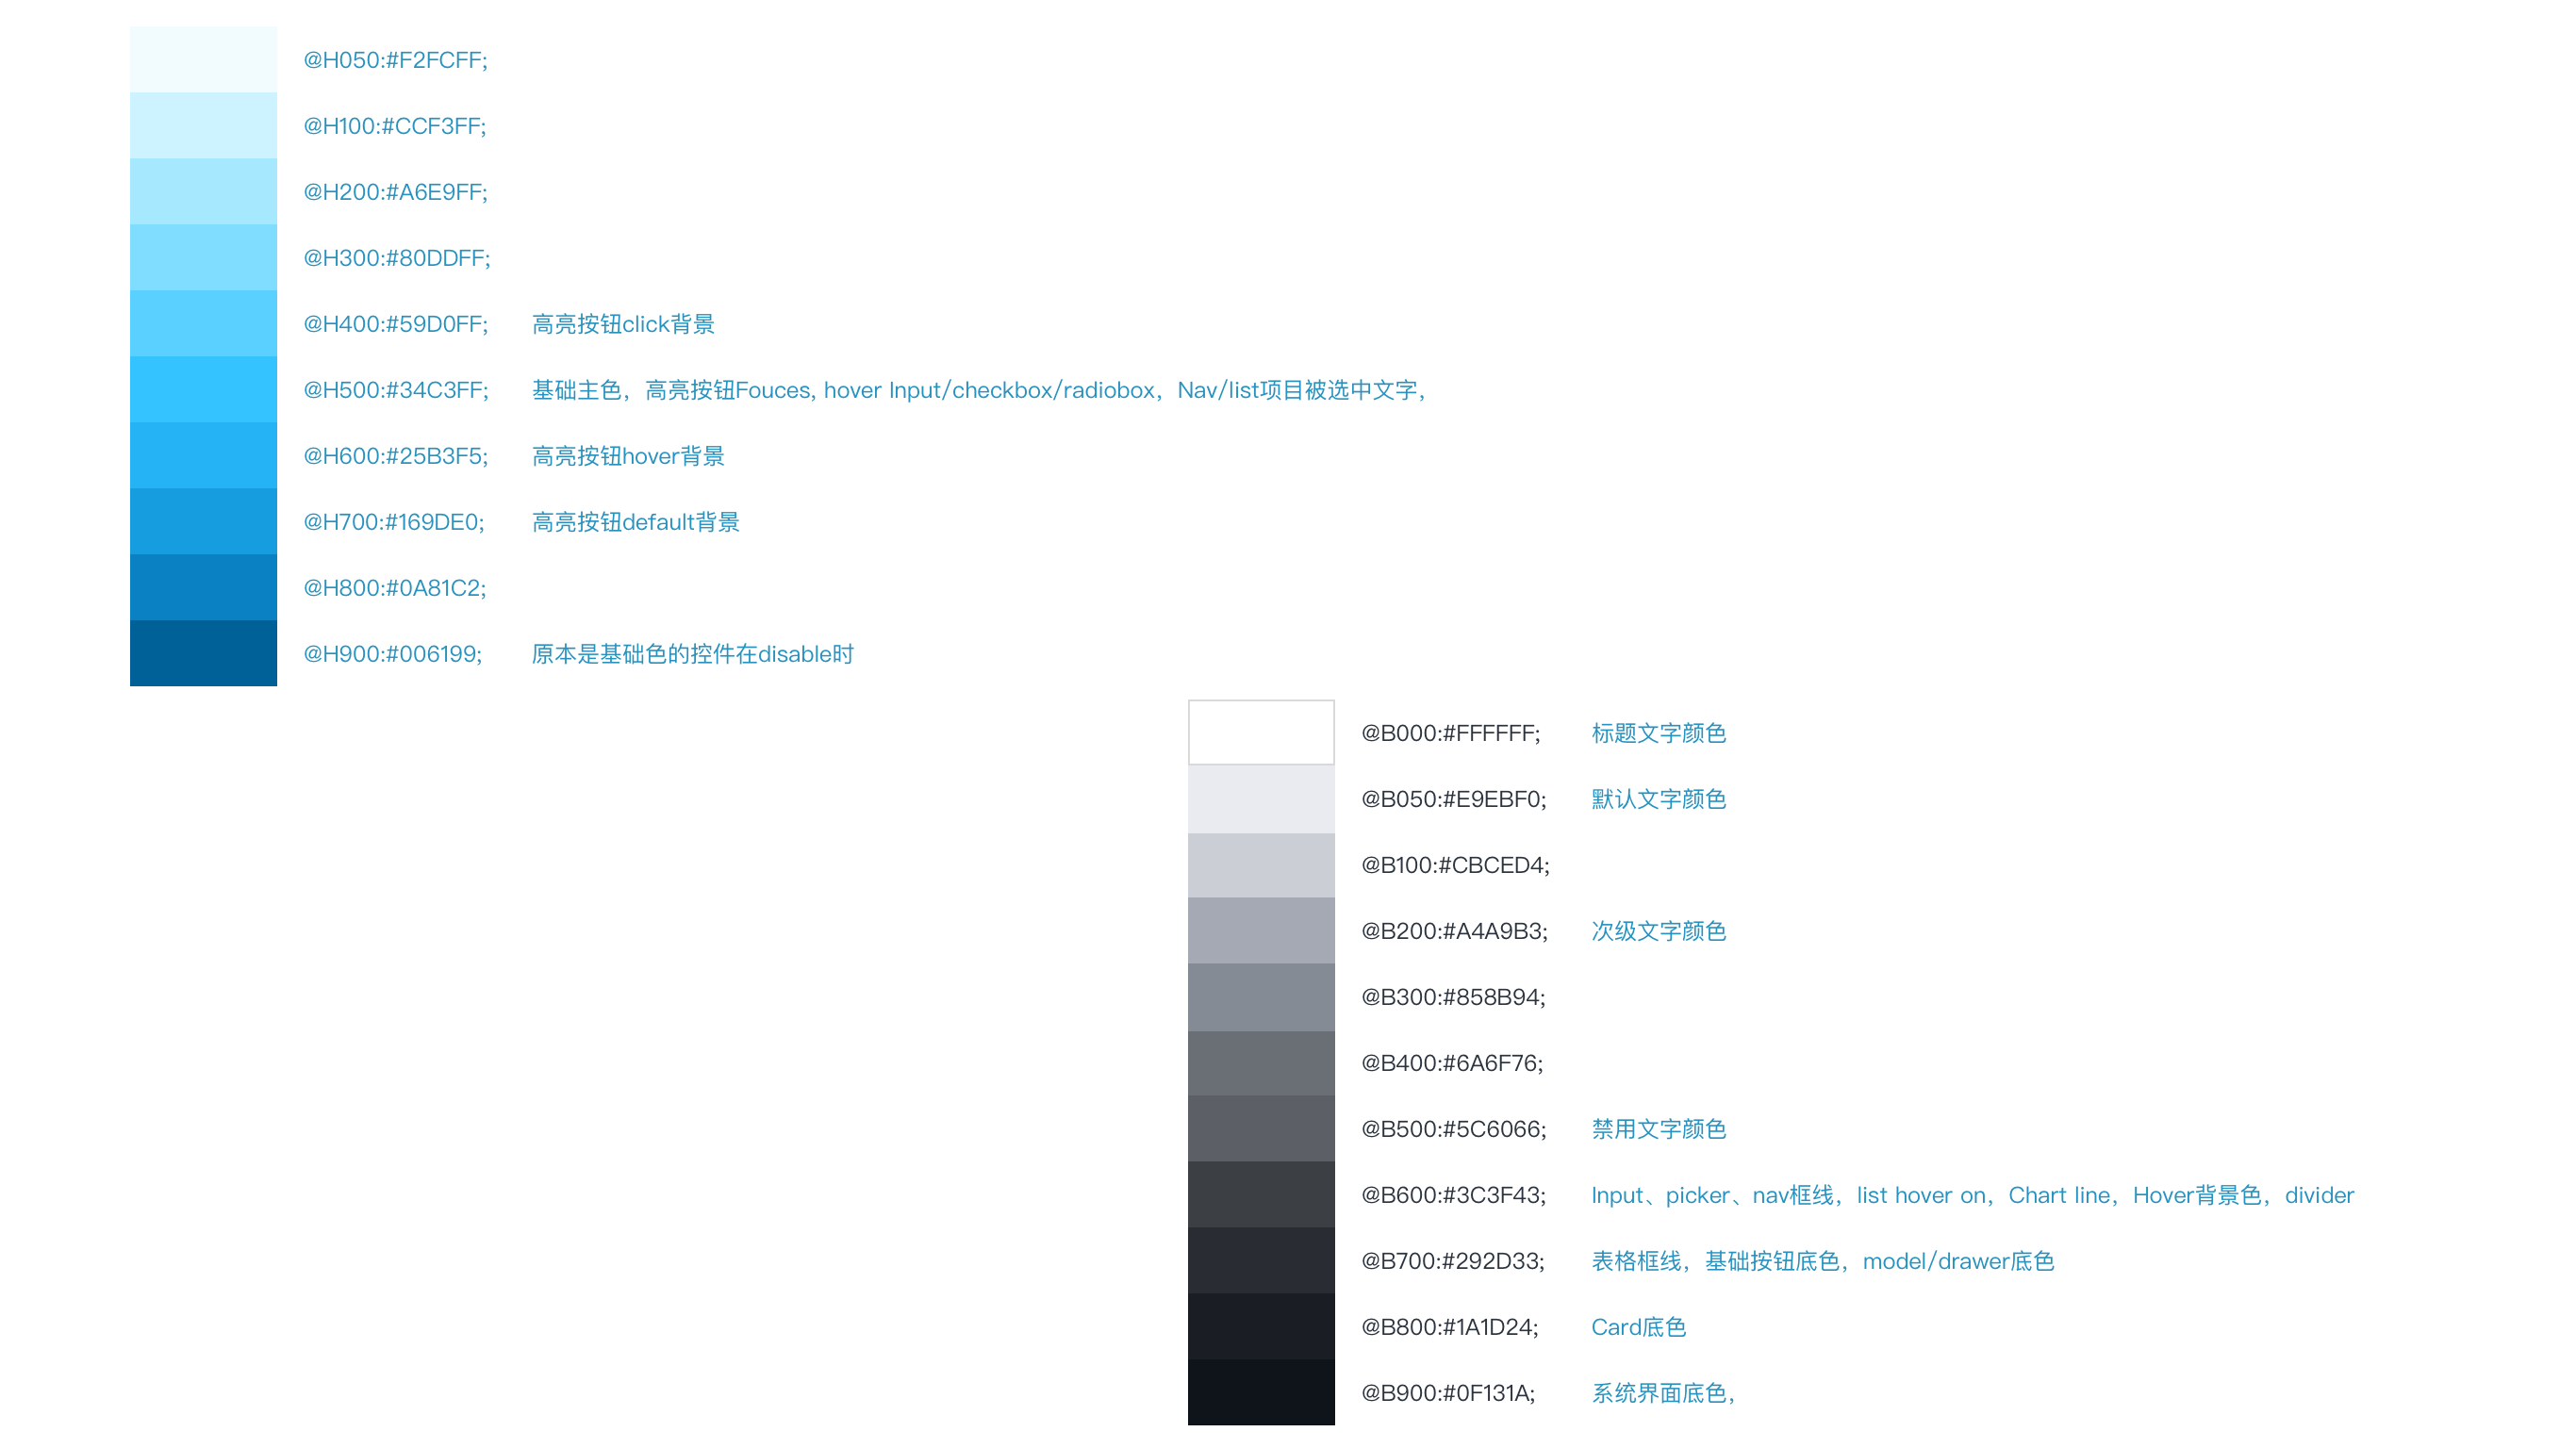 @H050:#F2FCFF;
@H100:#CCF3FF;
@H200:#A6E9FF;
@H300:#80DDFF;
@H400:#59D0FF; 高亮按钮click背景
@H500:#34C3FF; 基础主色，高亮按钮Fouces, hover Input/checkbox/radiobox，Nav/list项目被选中文字，
@H600:#25B3F5; 高亮按钮hover背景
@H700:#169DE0; 高亮按钮default背景
@H800:#0A81C2;
@H900:#006199; 原本是基础色的控件在disable时
@B000:#FFFFFF; 标题文字颜色
@B050:#E9EBF0; 默认文字颜色
@B100:#CBCED4;
@B200:#A4A9B3; 次级文字颜色
@B300:#858B94;
@B400:#6A6F76;
@B500:#5C6066; 禁用文字颜色
@B600:#3C3F43; Input、picker、nav框线，list hover on，Chart line，Hover背景色，divider
@B700:#292D33; 表格框线，基础按钮底色，model/drawer底色
@B800:#1A1D24; Card底色
@B900:#0F131A; 系统界面底色，